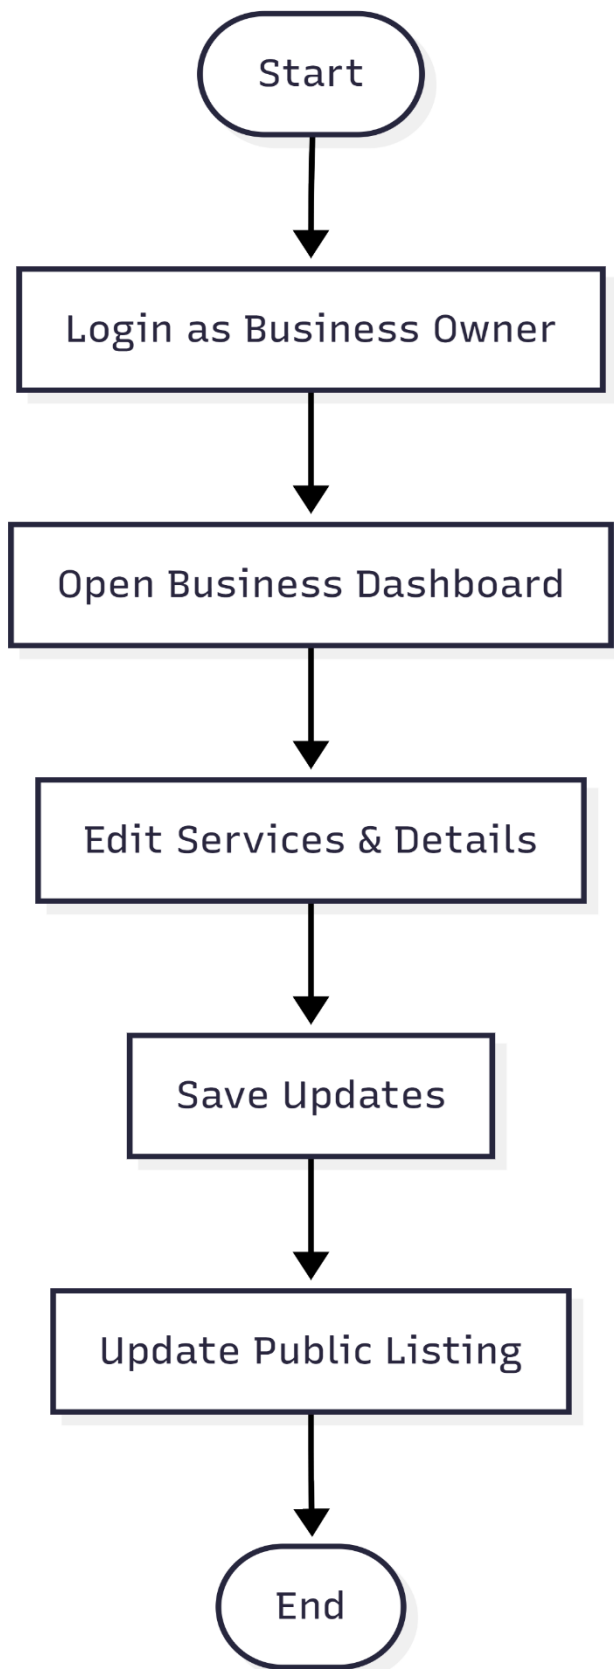 Start
Login as Business Owner
Open Business Dashboard
Edit Services & Details
Save Updates
Update Public Listing
End